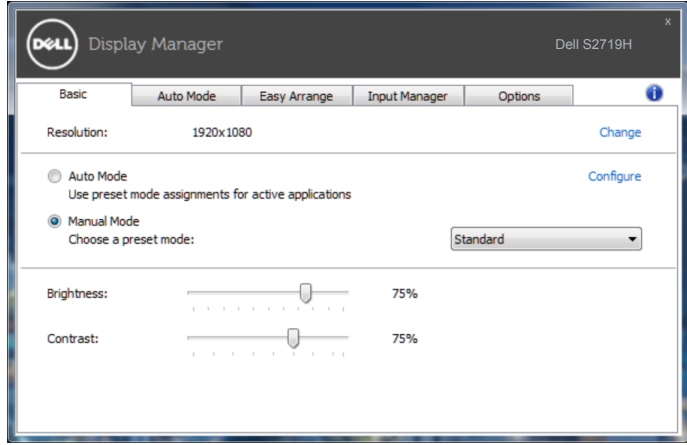 x
DELL Display Manager Dell S2719H
Basic Auto Mode Easy Arrange Input Manager Options i
Resolution: 1920x1080 Change
Auto Mode Configure
Use preset mode assignments for active applications
Manual Mode
Choose a preset mode: Standard
Brightness: 75%
Contrast: 75%